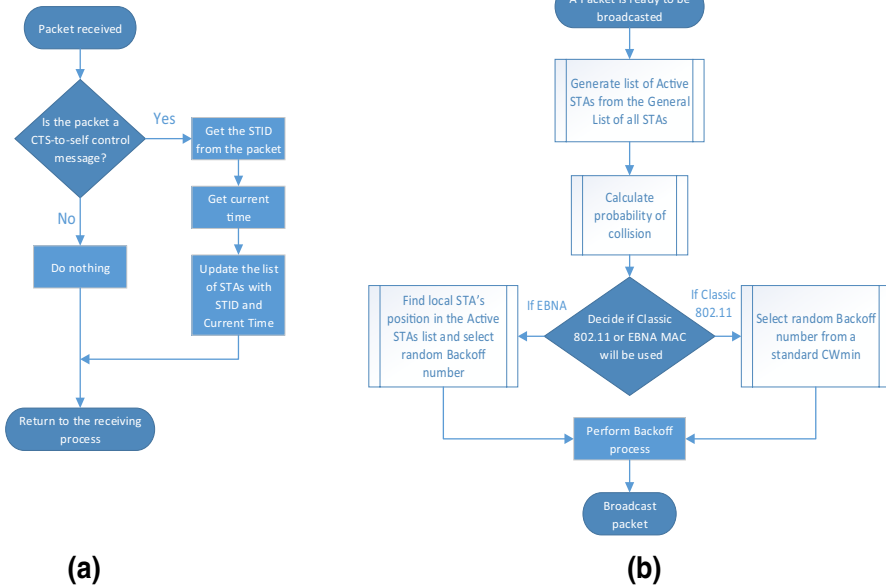 Packet received
Is the packet a
CTS-to-self control
message?
Yes
Get the STID
from the packet
Get current
time
Update the list
of STAs with
STID and
Current Time
No
Do nothing
Return to the receiving
process
(a)
A Packet is ready to be
broadcasted
Generate list of Active
STAs from the General
List of all STAs
Calculate
probability of
collision
Decide if Classic
802.11 or EBNA MAC
will be used
If EBNA
Find local STA's
position in the Active
STAs list and select
random Backoff
number
If Classic
802.11
Select random Backoff
number from a
standard CWmin
Perform Backoff
process
Broadcast
packet
(b)